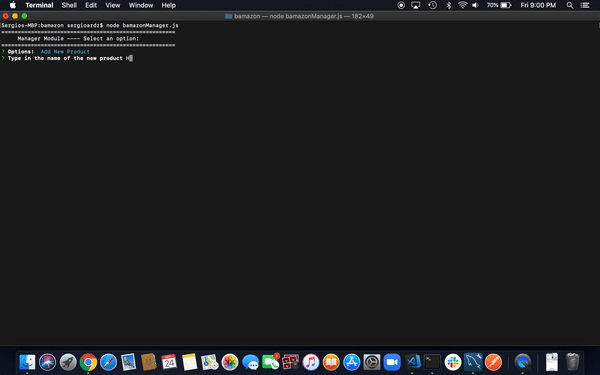 Terminal Shell Edit View Window Help 70% Fri 9:00 PM
bamazon — node bamazonManager.js — 182×49
[Sergios-MBP:bamazon sergioardz$ node bamazonManager.js
=====================================================
Manager Module ---- Select an option:
=====================================================
? Options: Add New Product
? Type in the name of the new product H
24